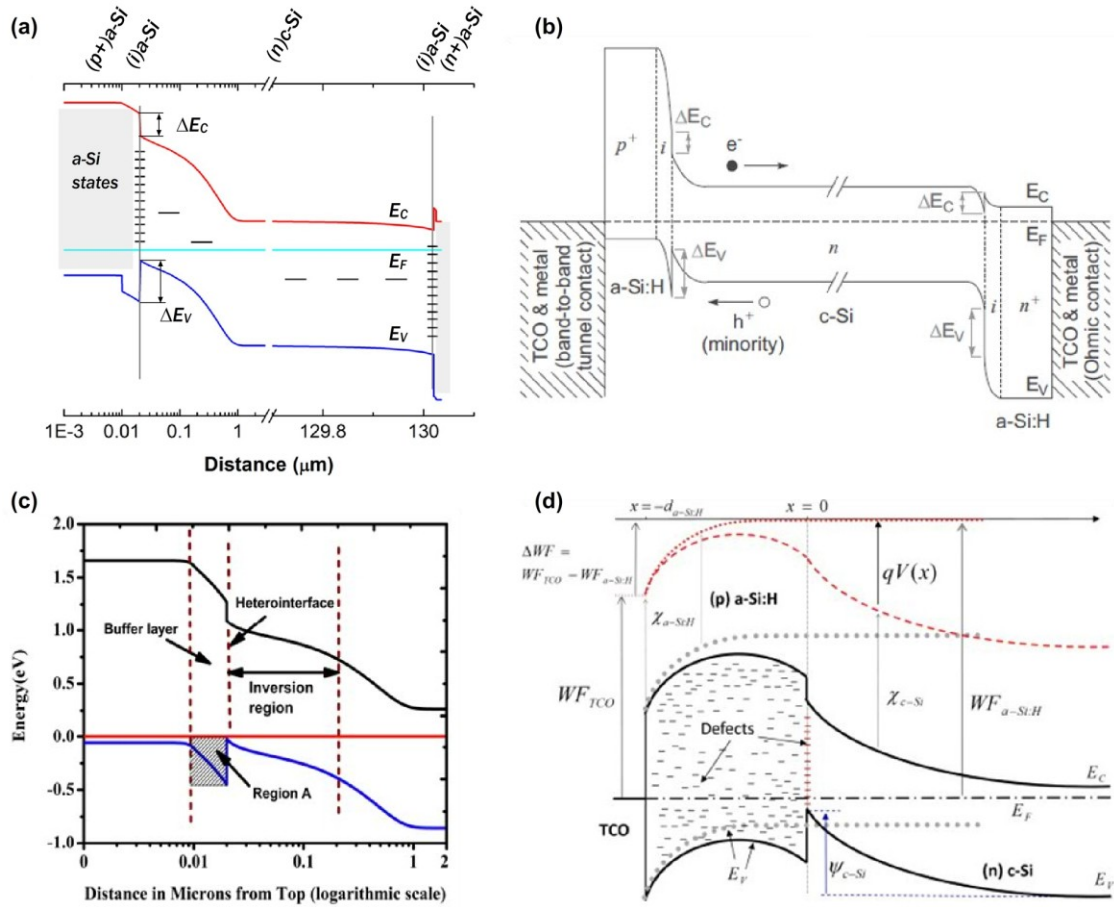 (a)
(p+)a-Si
(i)a-Si
(n)c-Si
(i)a-Si
(n+)a-Si
ΔEC
a-Si
states
EC
EF
ΔEV
EV
1E-3
0.01
0.1
1
129.8
130
Distance (μm)
(b)
p+
i
ΔEC
e-
ΔEC
EC
EF
ΔEV
n
a-Si:H
h+
(minority)
c-Si
ΔEV
i
n+
EV
a-Si:H
TCO & metal
(band-to-band
tunnel contact)
TCO & metal
(Ohmic contact)
(c)
2.0
1.5
1.0
0.5
0.0
-0.5
-1.0
Energy(eV)
Heterointerface
Buffer layer
Inversion
region
Region A
0
0.01
0.1
1
2
Distance in Microns from Top (logarithmic scale)
(d)
x = -da-Si:H
x = 0
ΔWF =
WFTCO - WFa-Si:H
qV(x)
(p) a-Si:H
χa-Si:H
WFTCO
χc-Si
WFa-Si:H
Defects
EC
EF
TCO
EV
ψc-Si
(n) c-Si
EV